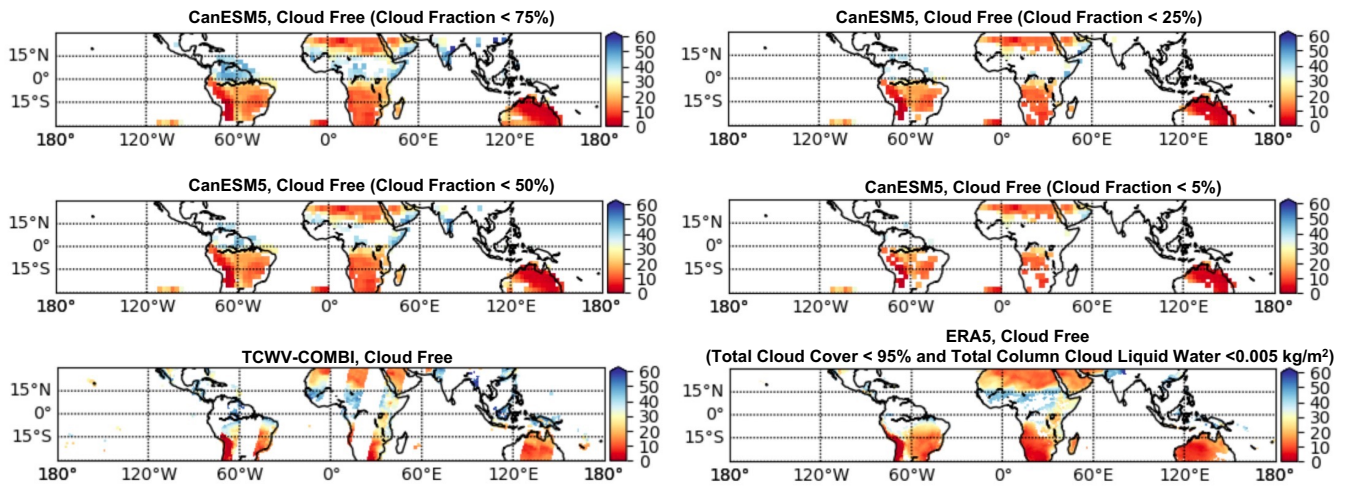 CanESM5, Cloud Free (Cloud Fraction < 75%)
15°N
0°
15°S
180°
120°W
60°W
0°
60°E
120°E
180°
60
50
40
30
20
10
0
CanESM5, Cloud Free (Cloud Fraction < 25%)
15°N
0°
15°S
180°
120°W
60°W
0°
60°E
120°E
180°
60
50
40
30
20
10
0
CanESM5, Cloud Free (Cloud Fraction < 50%)
15°N
0°
15°S
180°
120°W
60°W
0°
60°E
120°E
180°
60
50
40
30
20
10
0
CanESM5, Cloud Free (Cloud Fraction < 5%)
15°N
0°
15°S
180°
120°W
60°W
0°
60°E
120°E
180°
60
50
40
30
20
10
0
TCWV-COMBI, Cloud Free
15°N
0°
15°S
180°
120°W
60°W
0°
60°E
120°E
180°
60
50
40
30
20
10
0
ERA5, Cloud Free
(Total Cloud Cover < 95% and Total Column Cloud Liquid Water <0.005 kg/m²)
15°N
0°
15°S
180°
120°W
60°W
0°
60°E
120°E
180°
60
50
40
30
20
10
0